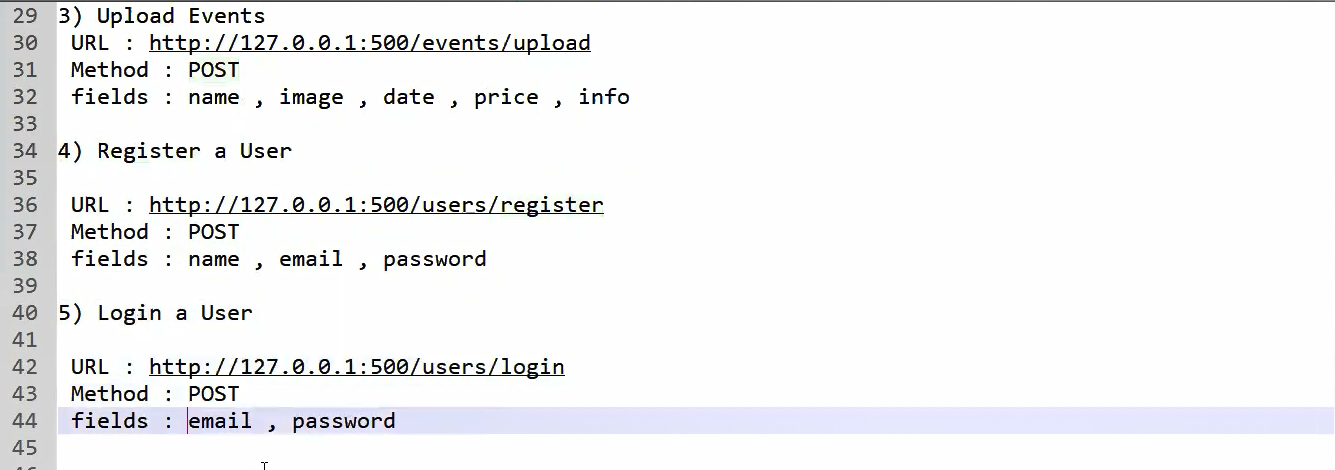 29 3) Upload Events
30 URL : http://127.0.0.1:500/events/upload
31 Method : POST
32 fields : name , image , date , price , info
33
34 4) Register a User
35
36 URL : http://127.0.0.1:500/users/register
37 Method : POST
38 fields : name , email , password
39
40 5) Login a User
41
42 URL : http://127.0.0.1:500/users/login
43 Method : POST
44 fields : email , password
45